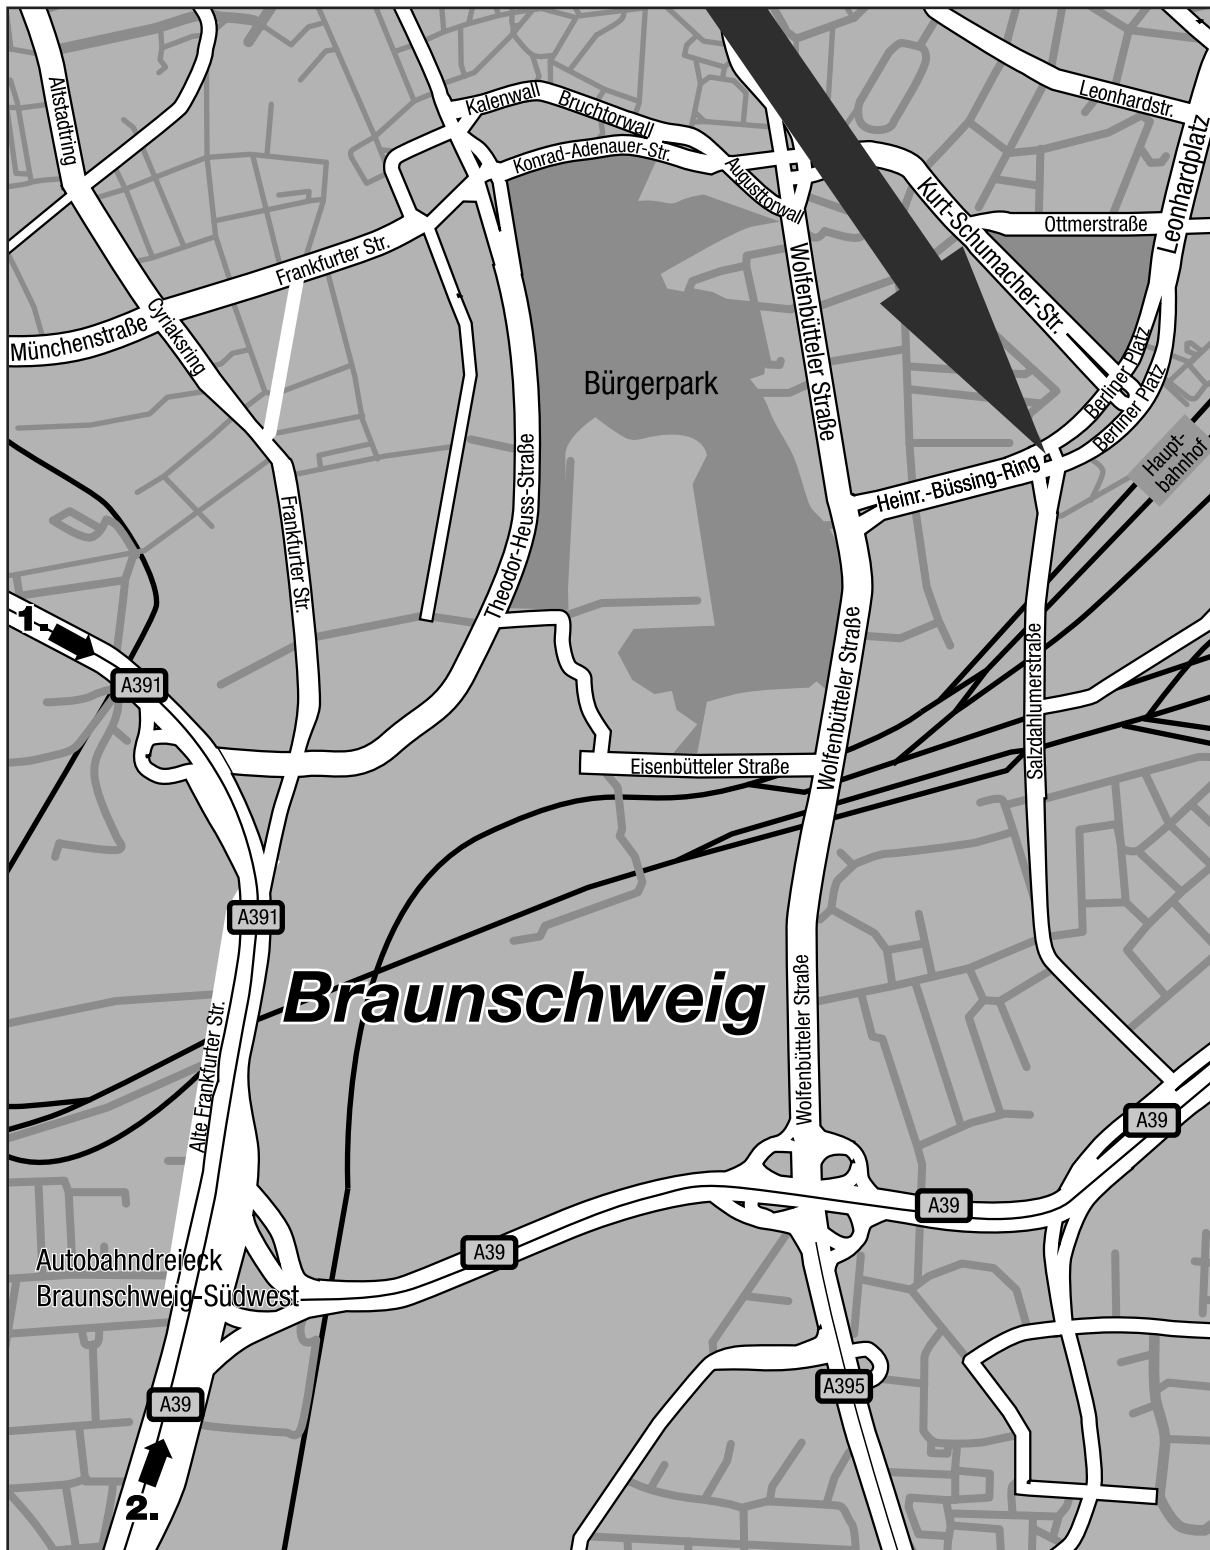 Altstadtring
Kalenwall
Bruchtorwall
Konrad-Adenauer-Str.
Augusttorwall
Leonhardstr.
Leonhardplatz
Kurt-Schumacher-Str.
Ottmerstraße
Frankfurter Str.
Münchenstraße
Cyriaksring
Wolfenbütteler Straße
Bürgerpark
Berliner Platz
Berliner Platz
Haupt-
bahnhof
Heinr.-Büssing-Ring
Theodor-Heuss-Straße
Frankfurter Str.
1.
A391
Salzdahlumerstraße
Wolfenbütteler Straße
Eisenbütteler Straße
A391
Braunschweig
Wolfenbütteler Straße
Alte Frankfurter Str.
A39
A39
A39
Autobahndreieck
Braunschweig-Südwest
A395
A39
2.